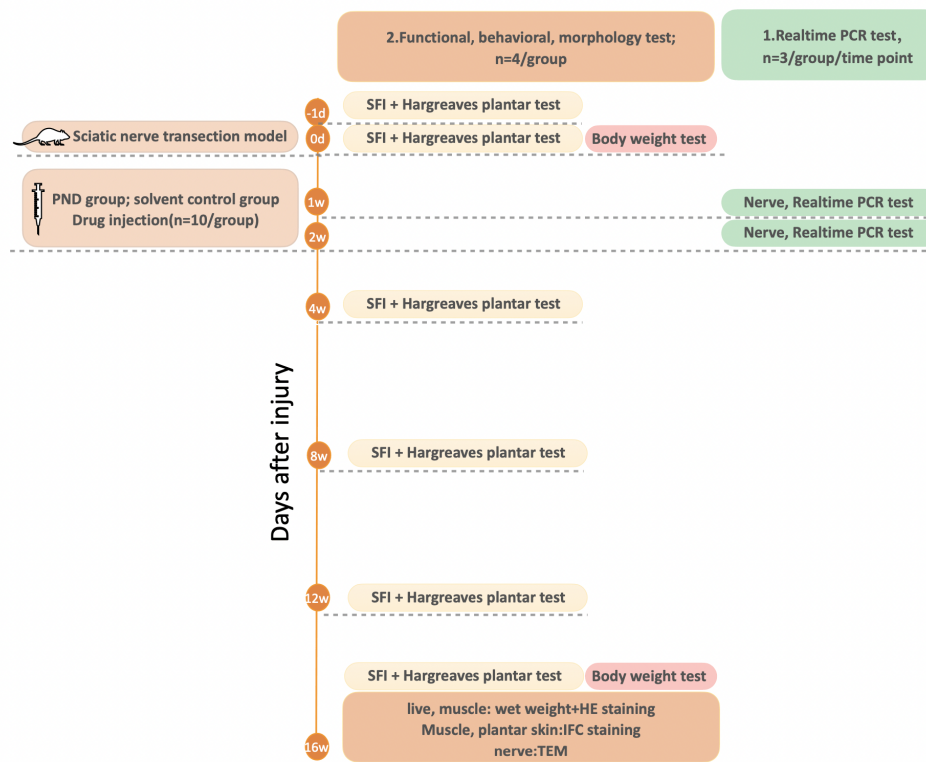 2.Functional, behavioral, morphology test;
n=4/group
1.Realtime PCR test,
n=3/group/time point
-1d
SFI + Hargreaves plantar test
Sciatic nerve transection model
0d
SFI + Hargreaves plantar test
Body weight test
PND group; solvent control group
Drug injection(n=10/group)
1w
Nerve, Realtime PCR test
2w
Nerve, Realtime PCR test
4w
SFI + Hargreaves plantar test
Days after injury
8w
SFI + Hargreaves plantar test
12w
SFI + Hargreaves plantar test
SFI + Hargreaves plantar test
Body weight test
live, muscle: wet weight+HE staining
Muscle, plantar skin:IFC staining
nerve:TEM
16w